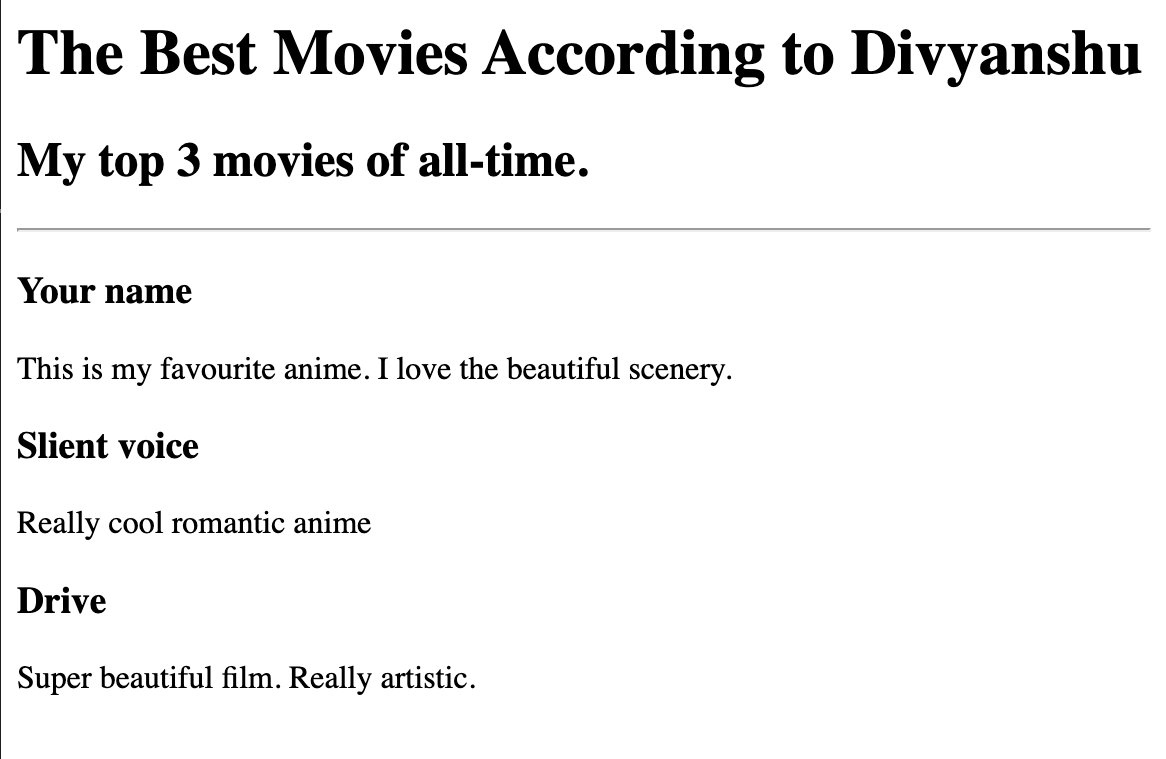 The Best Movies According to Divyanshu
My top 3 movies of all-time.
Your name
This is my favourite anime. I love the beautiful scenery.
Slient voice
Really cool romantic anime
Drive
Super beautiful film. Really artistic.